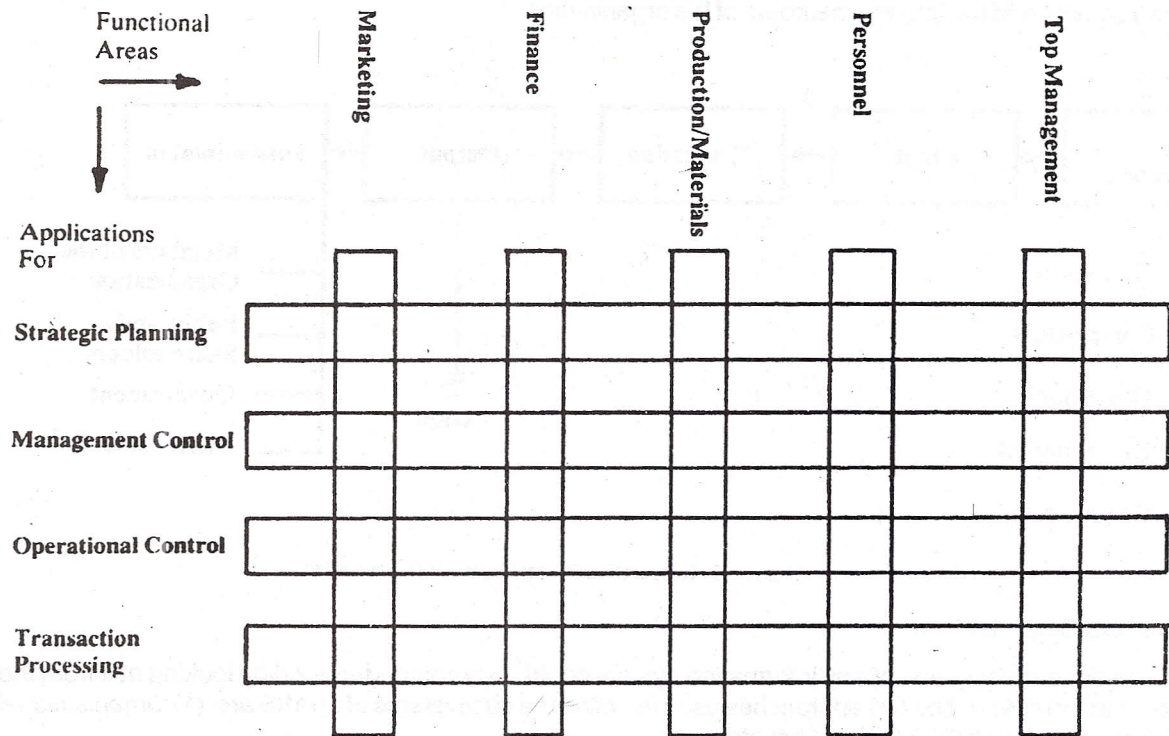 Functional
Areas
Marketing
Finance
Production/Materials
Personnel
Top Management
Applications
For
Strategic Planning
Management Control
Operational Control
Transaction
Processing